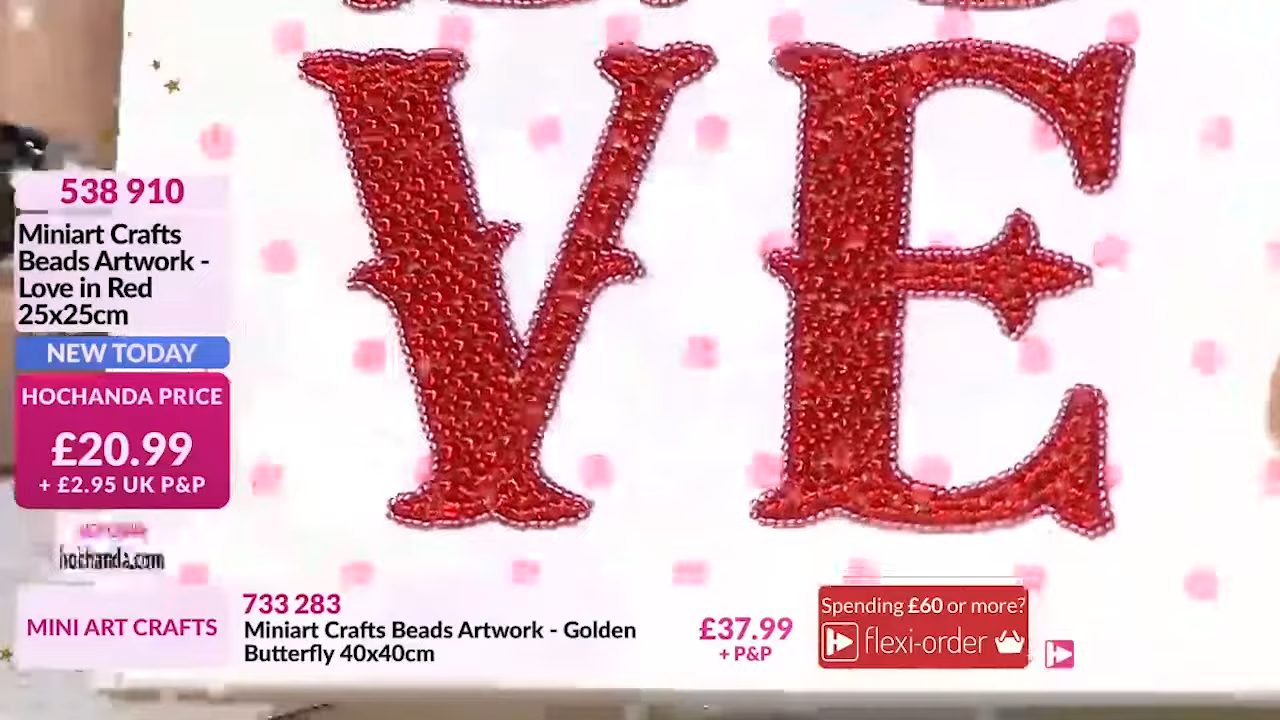 V E
538 910
Miniart Crafts
Beads Artwork -
Love in Red
25x25cm
NEW TODAY
HOCHANDA PRICE
£20.99
+ £2.95 UK P&P
hochanda.com
MINI ART CRAFTS
733 283
Miniart Crafts Beads Artwork - Golden
Butterfly 40x40cm
£37.99
+ P&P
Spending £60 or more?
flexi-order